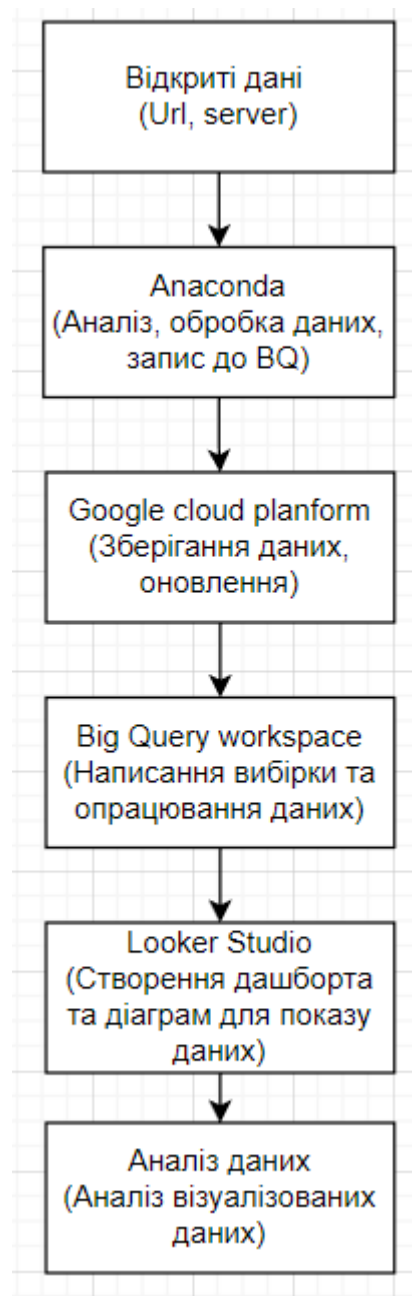 Відкриті дані
(Url, server)
Anaconda
(Аналіз, обробка даних,
запис до BQ)
Google cloud planform
(Зберігання даних,
оновлення)
Big Query workspace
(Написання вибірки та
опрацювання даних)
Looker Studio
(Створення дашборта
та діаграм для показу
даних)
Аналіз даних
(Аналіз візуалізованих
даних)